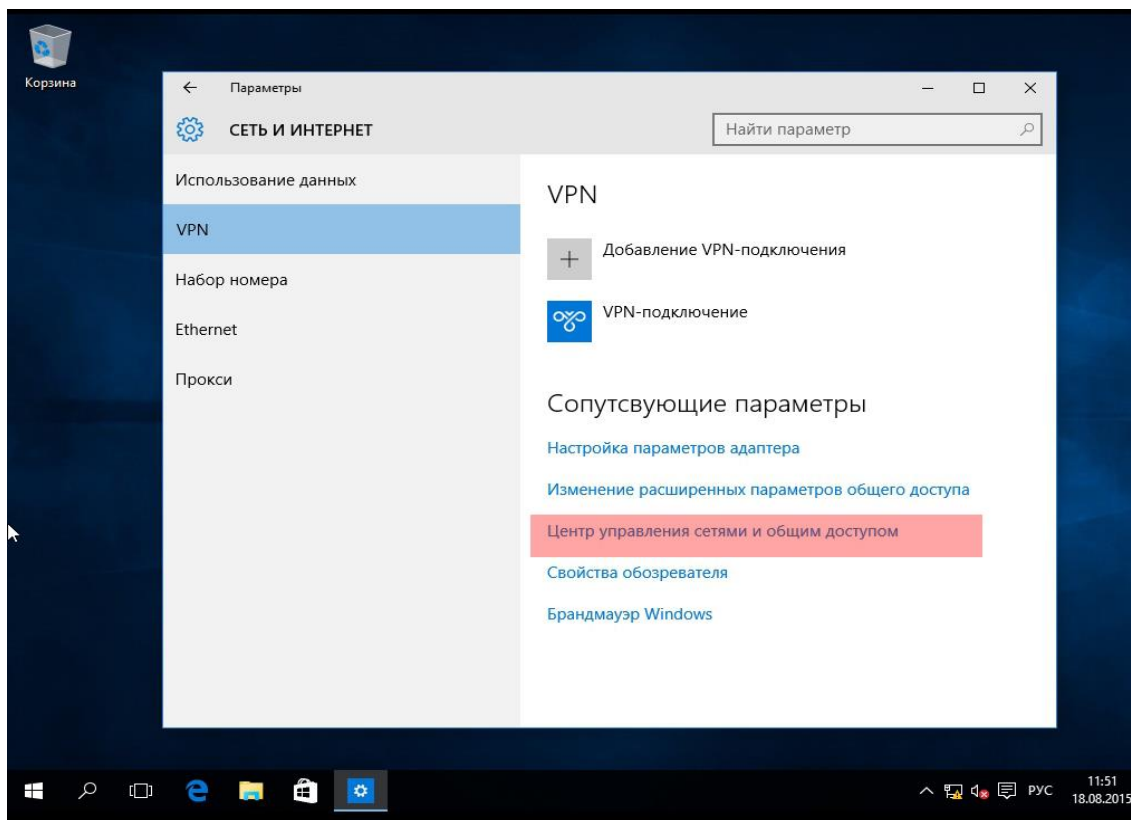 Корзина
Параметры
СЕТЬ И ИНТЕРНЕТ
Найти параметр
Использование данных
VPN
Набор номера
Ethernet
Прокси
VPN
Добавление VPN-подключения
VPN-подключение
Сопутсвующие параметры
Настройка параметров адаптера
Изменение расширенных параметров общего доступа
Центр управления сетями и общим доступом
Свойства обозревателя
Брандмауэр Windows
РУС
11:51
18.08.2015